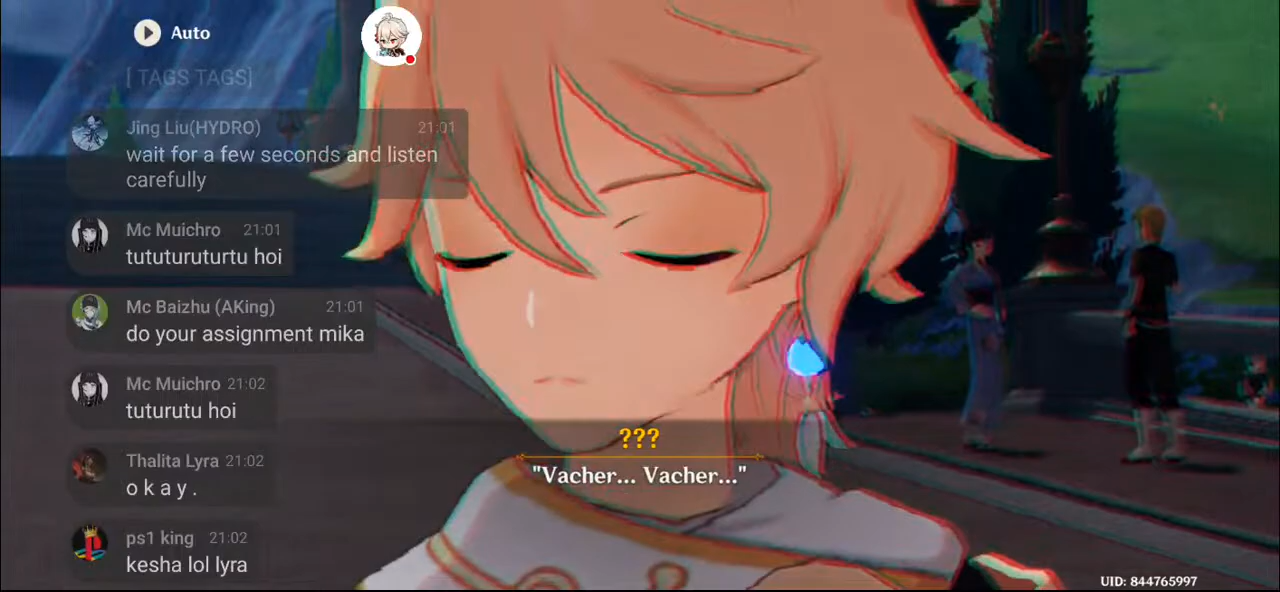 Auto
[ TAGS TAGS]
Jing Liu(HYDRO) 21:01
wait for a few seconds and listen
carefully
Mc Muichro 21:01
tututuruturtu hoi
Mc Baizhu (AKing) 21:01
do your assignment mika
Mc Muichro 21:02
tuturutu hoi
Thalita Lyra 21:02
o k a y .
ps1 king 21:02
kesha lol lyra
???
"Vacher... Vacher..."
UID: 844765997